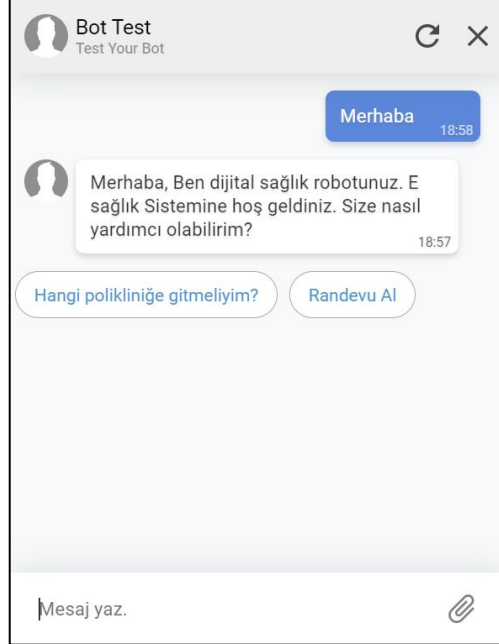 Bot Test
Test Your Bot
Merhaba
18:58
Merhaba, Ben dijital sağlık robotunuz. E
sağlık Sistemine hoş geldiniz. Size nasıl
yardımcı olabilirim?
18:57
Hangi polikliniğe gitmeliyim? Randevu Al
Mesaj yaz.